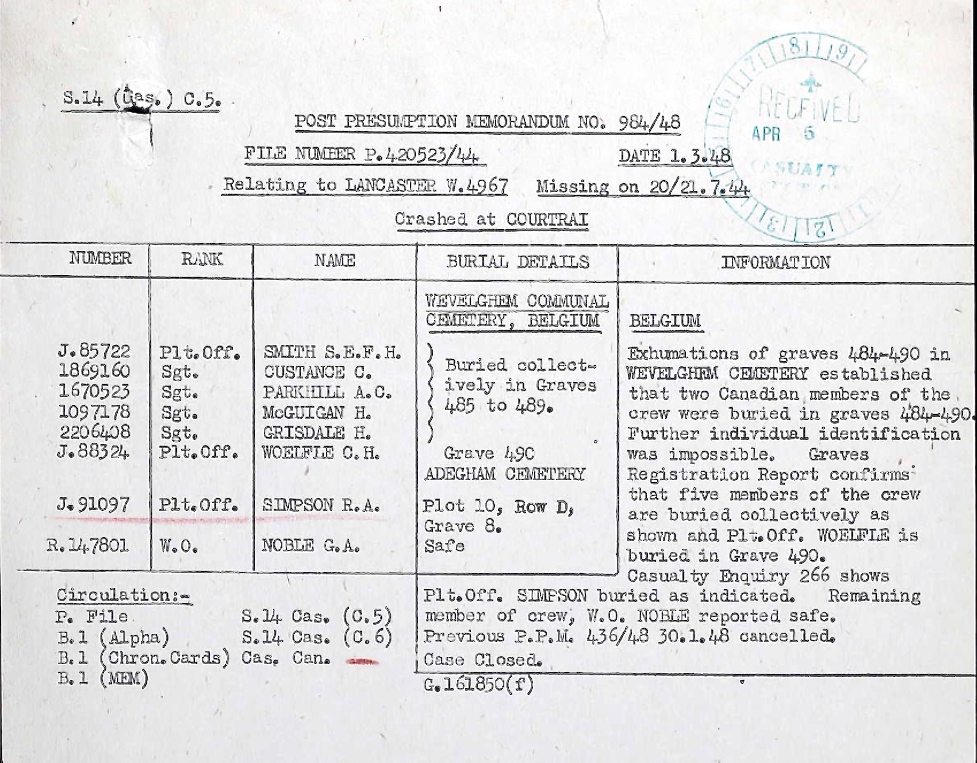 S.14 (Cas.) C.5.
RECEIVED
APR 5
CASUALTY
POST PRESUMPTION MEMORANDUM NO. 984/48
FILE NUMBER P.420523/44 DATE 1.3.48
Relating to LANCASTER W.4967 Missing on 20/21.7.44
Crashed at COURTRAI
NUMBER RANK NAME BURIAL DETAILS INFORMATION
WEVELGHEM COMMUNAL
CEMETERY, BELGIUM BELGIUM
J.85722 Plt.Off. SMITH S.E.F.H. ) Exhumations of graves 484-490 in
1869160 Sgt. CUSTANCE C. ) Buried collect- WEVELGHEM CEMETERY established
1670523 Sgt. PARKHILL A.C. ) ively in Graves that two Canadian members of the
1097178 Sgt. McGUIGAN H. ) 485 to 489. crew were buried in graves 484-490.
2206408 Sgt. GRISDALE H. ) Further individual identification
J.88324 Plt.Off. WOELFLE C.H. Grave 490 was impossible. Graves
ADEGHAM CEMETERY Registration Report confirms
J.91097 Plt.Off. SIMPSON R.A. Plot 10, Row D, that five members of the crew
Grave 8. are buried collectively as
R.147801 W.O. NOBLE G.A. Safe shown and Plt.Off. WOELFLE is
buried in Grave 490.
Casualty Enquiry 266 shows
Plt.Off. SIMPSON buried as indicated. Remaining
member of crew, W.O. NOBLE reported safe.
Previous P.P.M. 436/48 30.1.48 cancelled.
Case Closed.
G.161850(f)
Circulation:-
P. File S.14 Cas. (C.5)
B.1 (Alpha) S.14 Cas. (C.6)
B.1 (Chron.Cards) Cas. Can.
B.1 (MEM)